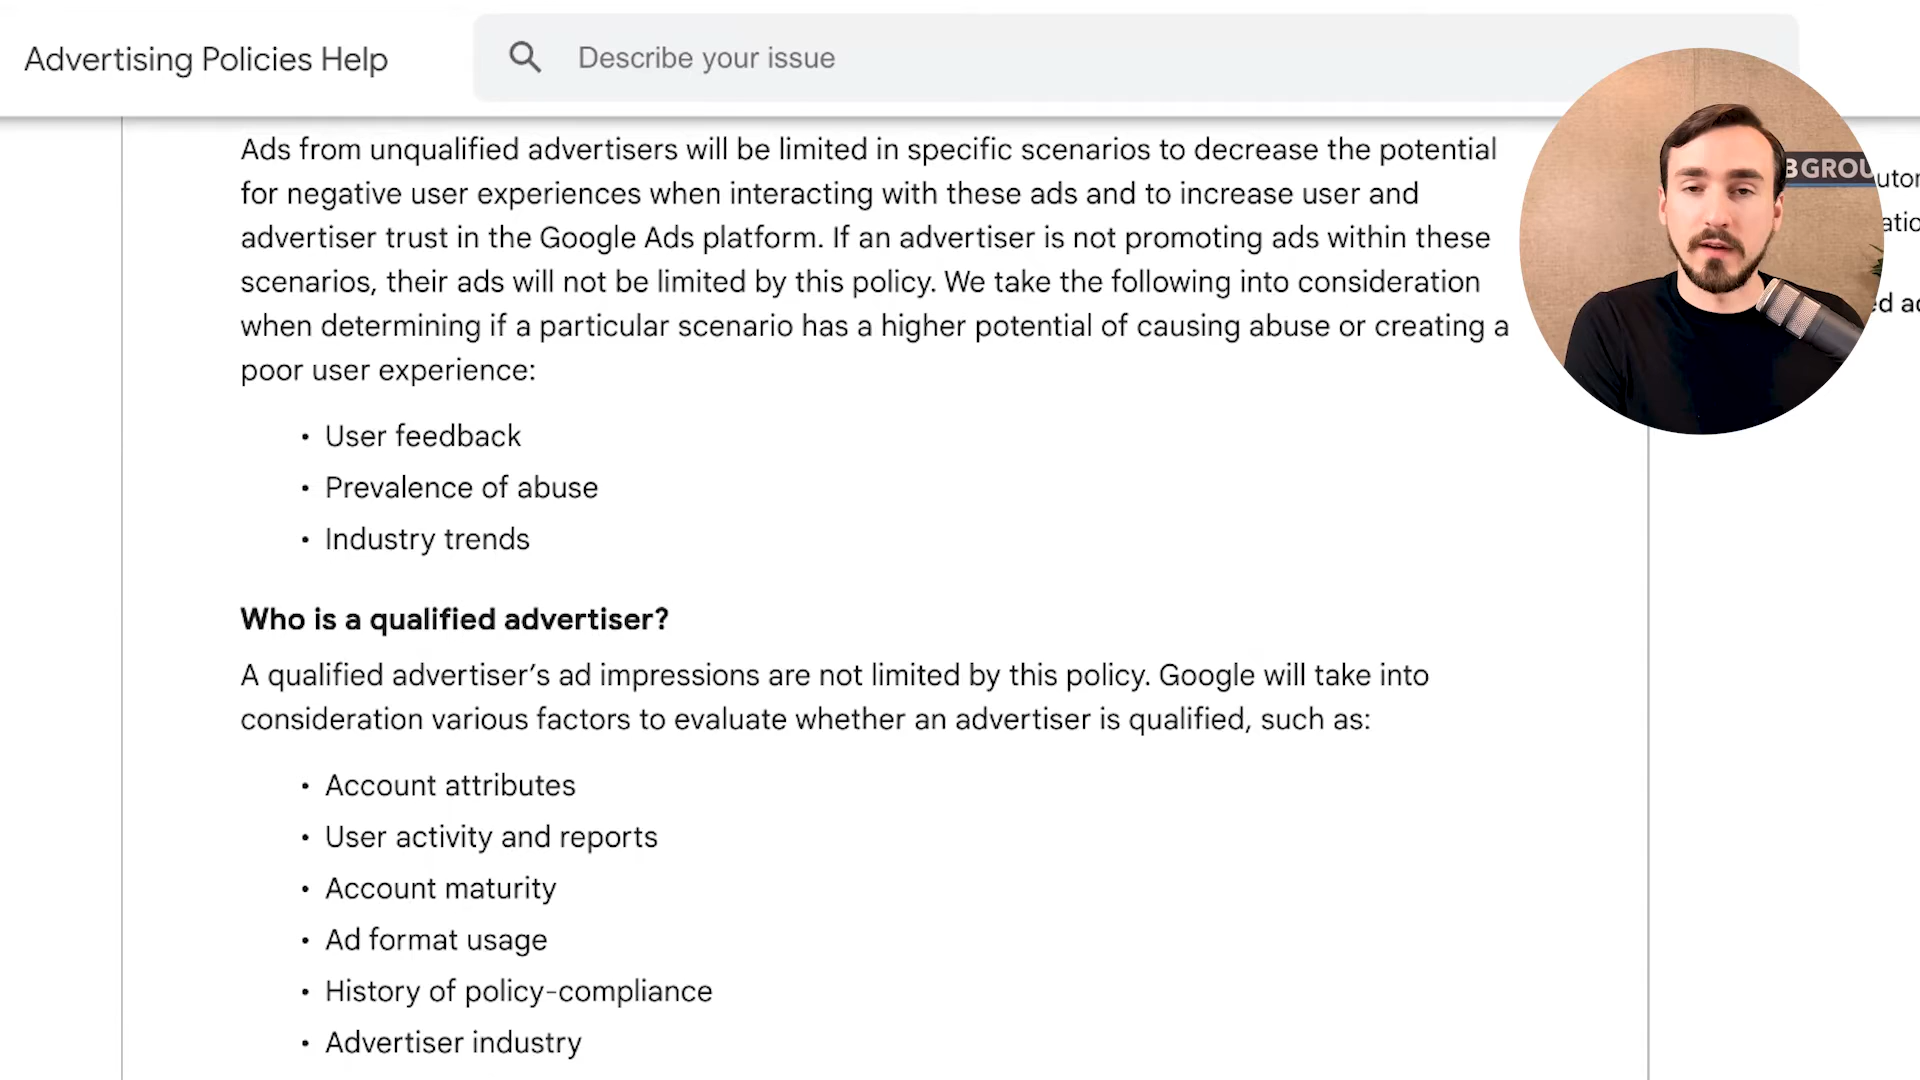 Advertising Policies Help
Describe your issue
Ads from unqualified advertisers will be limited in specific scenarios to decrease the potential
for negative user experiences when interacting with these ads and to increase user and
advertiser trust in the Google Ads platform. If an advertiser is not promoting ads within these
scenarios, their ads will not be limited by this policy. We take the following into consideration
when determining if a particular scenario has a higher potential of causing abuse or creating a
poor user experience:
• User feedback
• Prevalence of abuse
• Industry trends
Who is a qualified advertiser?
A qualified advertiser’s ad impressions are not limited by this policy. Google will take into
consideration various factors to evaluate whether an advertiser is qualified, such as:
• Account attributes
• User activity and reports
• Account maturity
• Ad format usage
• History of policy-compliance
• Advertiser industry